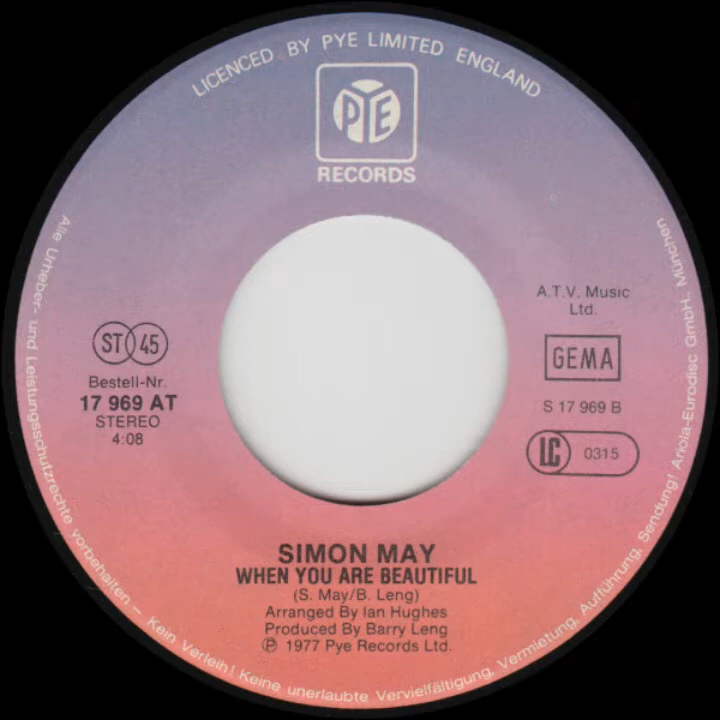 LICENCED BY PYE LIMITED ENGLAND
PYE
RECORDS
A.T.V. Music
Ltd.
GEMA
S 17 969 B
LC 0315
ST 45
Bestell-Nr.
17 969 AT
STEREO
4:08
SIMON MAY
WHEN YOU ARE BEAUTIFUL
(S. May/B. Leng)
Arranged By Ian Hughes
Produced By Barry Leng
℗ 1977 Pye Records Ltd.
Alle Urheber- und Leistungsschutzrechte vorbehalten – Kein Verleih! Keine unerlaubte Vervielfältigung, Vermietung, Aufführung, Sendung! Ariola-Eurodisc GmbH., München